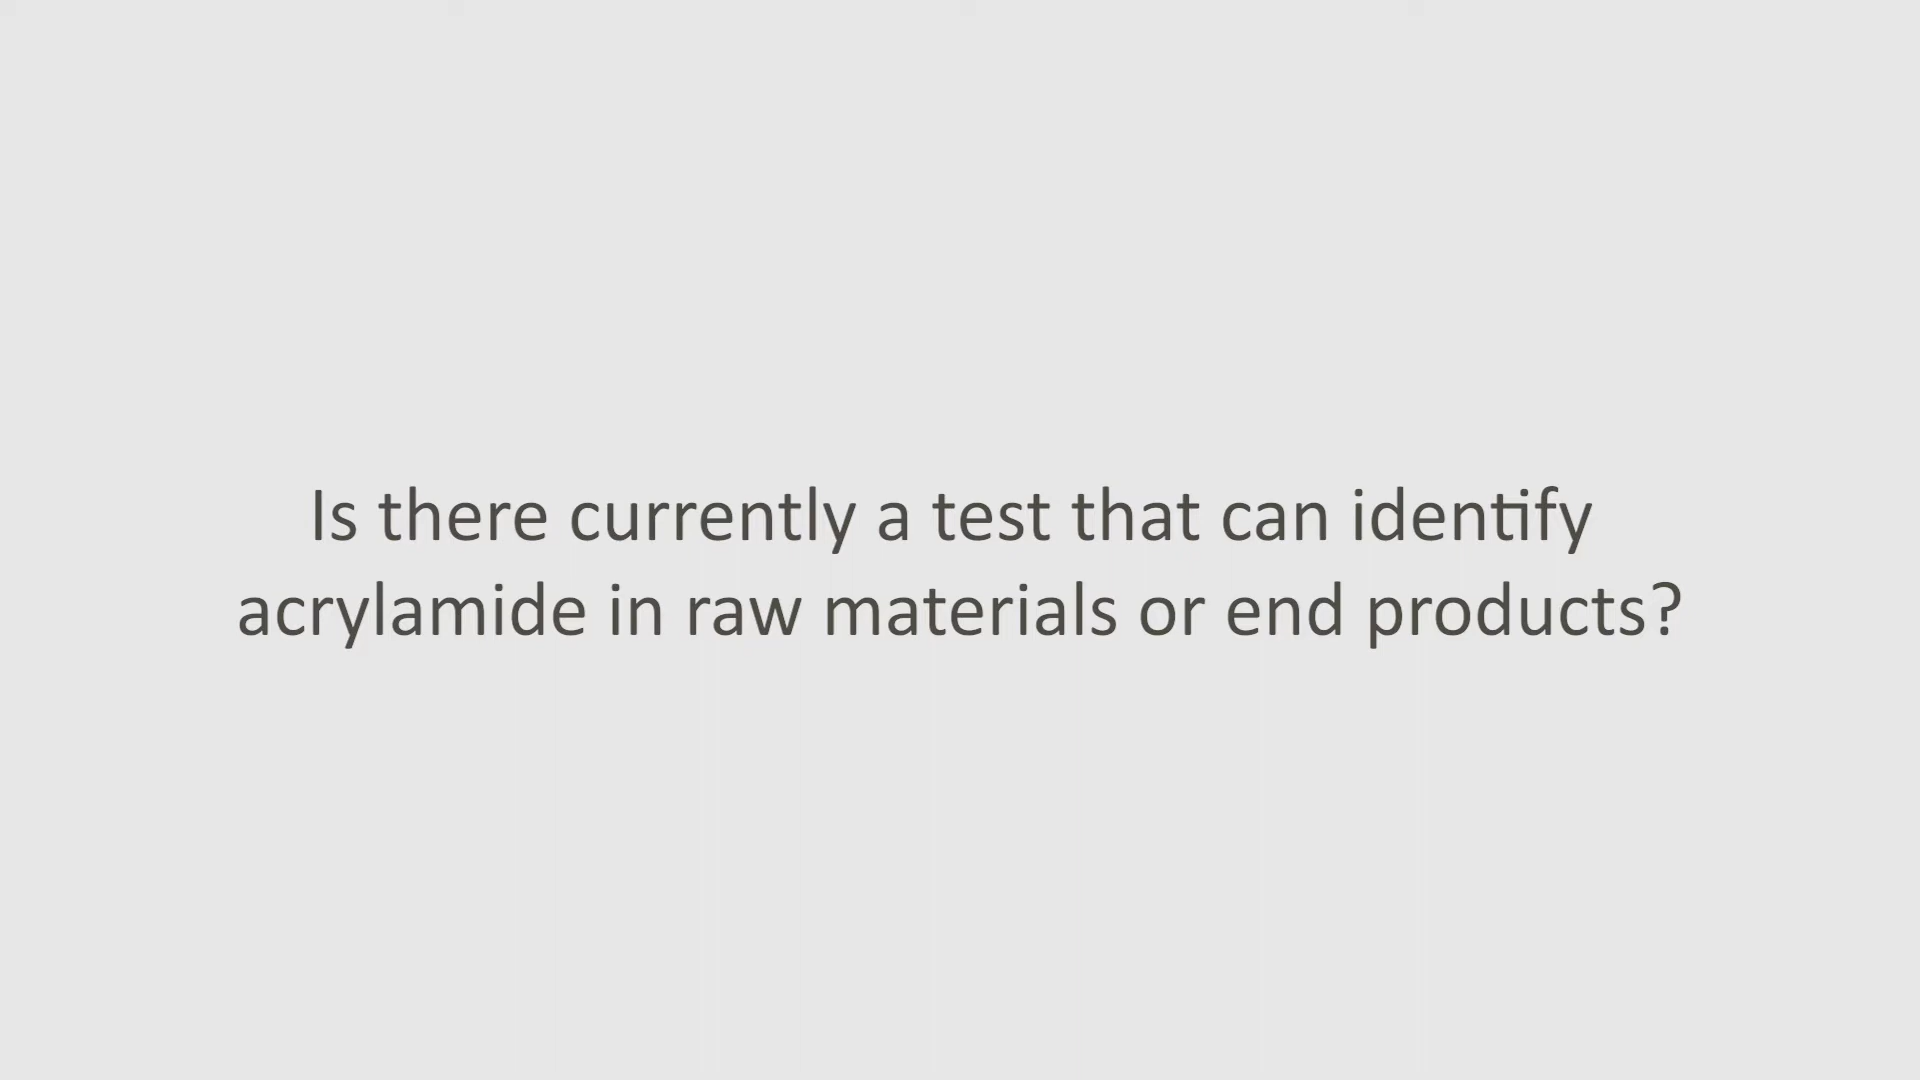 Is there currently a test that can identify
acrylamide in raw materials or end products?